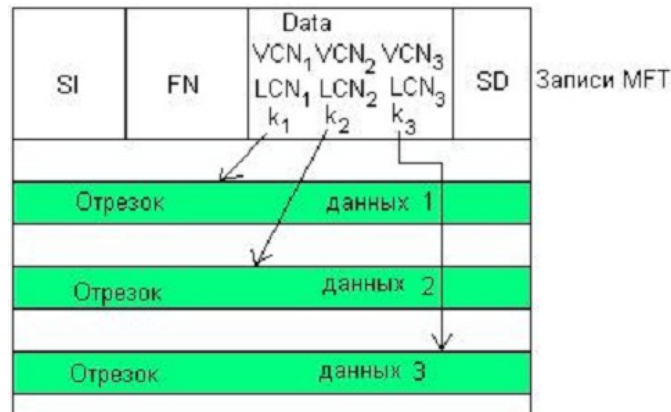 Data
VCN₁ VCN₂ VCN₃
SI FN LCN₁ LCN₂ LCN₃ SD Записи MFT
k₁ k₂ k₃
Отрезок данных 1
Отрезок данных 2
Отрезок данных 3